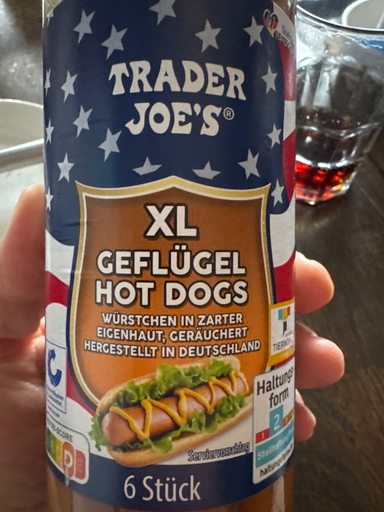 TRADER
JOE'S®
XL
GEFLÜGEL
HOT DOGS
WÜRSTCHEN IN ZARTER
EIGENHAUT, GERÄUCHERT
HERGESTELLT IN DEUTSCHLAND
Haltungs-
form
2
Serviervorschlag
6 Stück